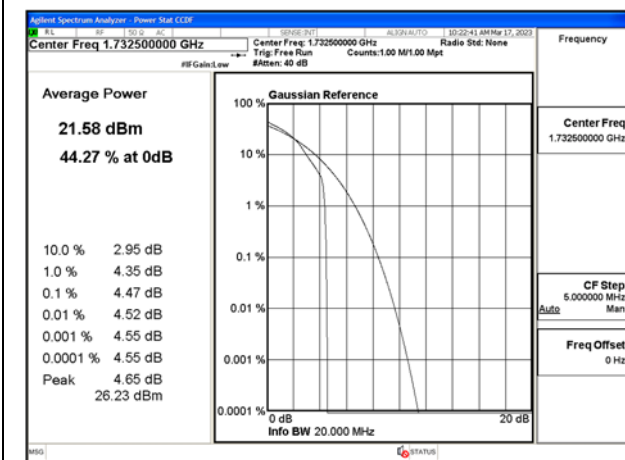 Agilent Spectrum Analyzer - Power Stat CCDF
RL RF 50 Ω AC SENSE:INT ALIGN AUTO 10:22:41 AM Mar 17, 2023
Center Freq 1.732500000 GHz
Center Freq: 1.732500000 GHz Radio Std: None
Trig: Free Run Counts:1.00 M/1.00 Mpt
#IFGain:Low #Atten: 40 dB
Frequency
Average Power
21.58 dBm
44.27 % at 0dB
10.0 % 2.95 dB
1.0 % 4.35 dB
0.1 % 4.47 dB
0.01 % 4.52 dB
0.001 % 4.55 dB
0.0001 % 4.55 dB
Peak 4.65 dB
26.23 dBm
Gaussian Reference
100 %
10 %
1 %
0.1 %
0.01 %
0.001 %
0.0001 %
0 dB 20 dB
Info BW 20.000 MHz
Center Freq
1.732500000 GHz
CF Step
5.000000 MHz
Auto Man
Freq Offset
0 Hz
MSG STATUS